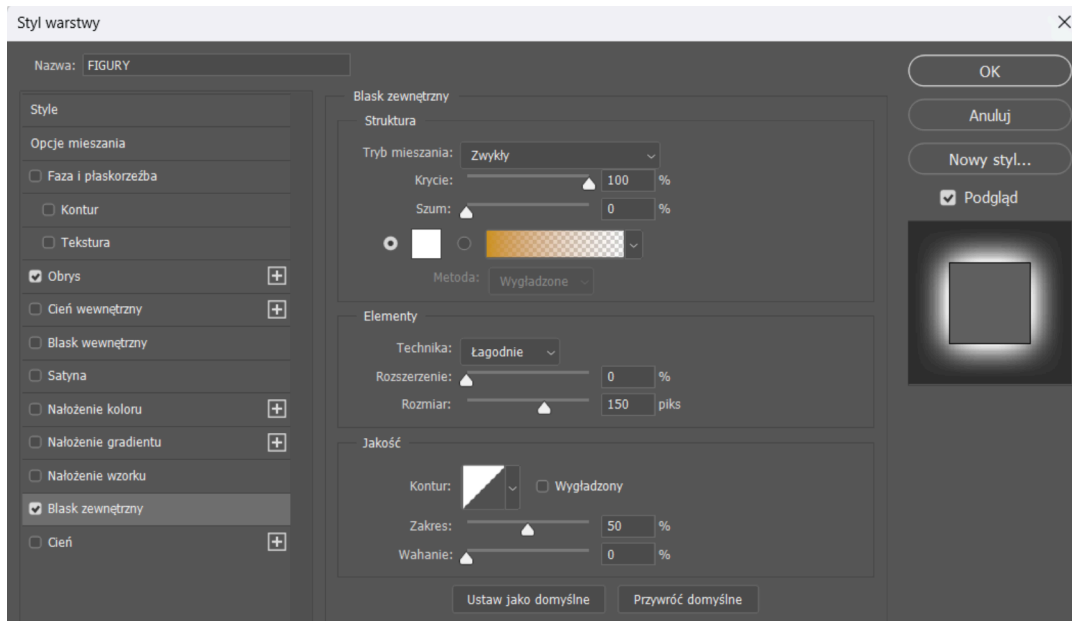 Styl warstwy
Nazwa: FIGURY
Style
Opcje mieszania
Faza i płaskorzeźba
Kontur
Tekstura
Obrys
Cień wewnętrzny
Blask wewnętrzny
Satyna
Nałożenie koloru
Nałożenie gradientu
Nałożenie wzorku
Blask zewnętrzny
Cień
Blask zewnętrzny
Struktura
Tryb mieszania: Zwykły
Krycie: 100 %
Szum: 0 %
Metoda: Wygładzone
Elementy
Technika: Łagodnie
Rozszerzenie: 0 %
Rozmiar: 150 piks
Jakość
Kontur: Wygładzony
Zakres: 50 %
Wahanie: 0 %
Ustaw jako domyślne Przywróć domyślne
OK
Anuluj
Nowy styl...
Podgląd